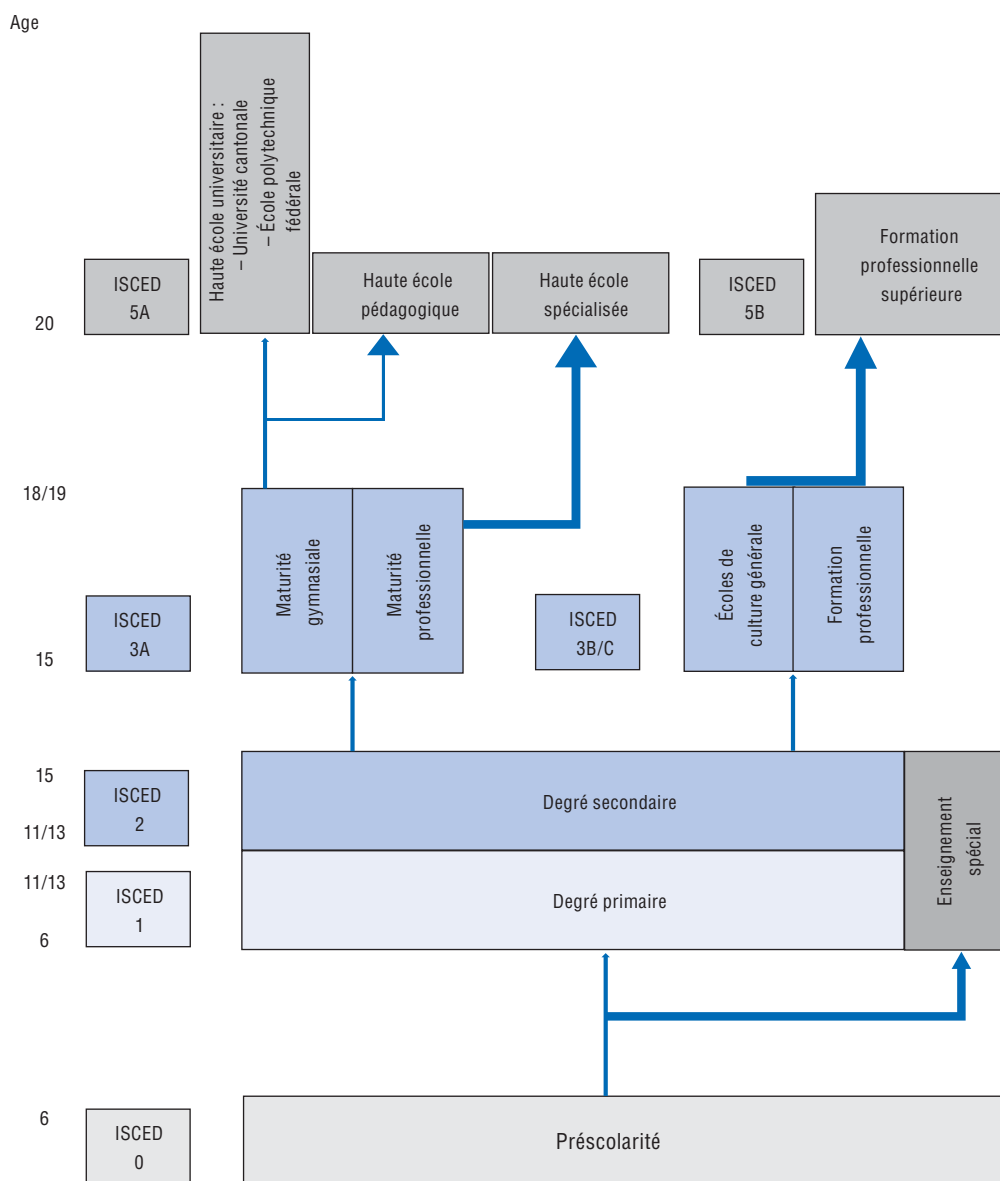 Age
Haute école universitaire :
– Université cantonale
– École polytechnique
fédérale
Formation
professionnelle
supérieure
ISCED
5A
Haute école
pédagogique
Haute école
spécialisée
ISCED
5B
20
18/19
Maturité
gymnasiale
Maturité
professionnelle
Écoles de
culture générale
Formation
professionnelle
ISCED
3A
ISCED
3B/C
15
15
ISCED
2
11/13
Degré secondaire
Enseignement
spécial
11/13
ISCED
1
6
Degré primaire
6
ISCED
0
Préscolarité